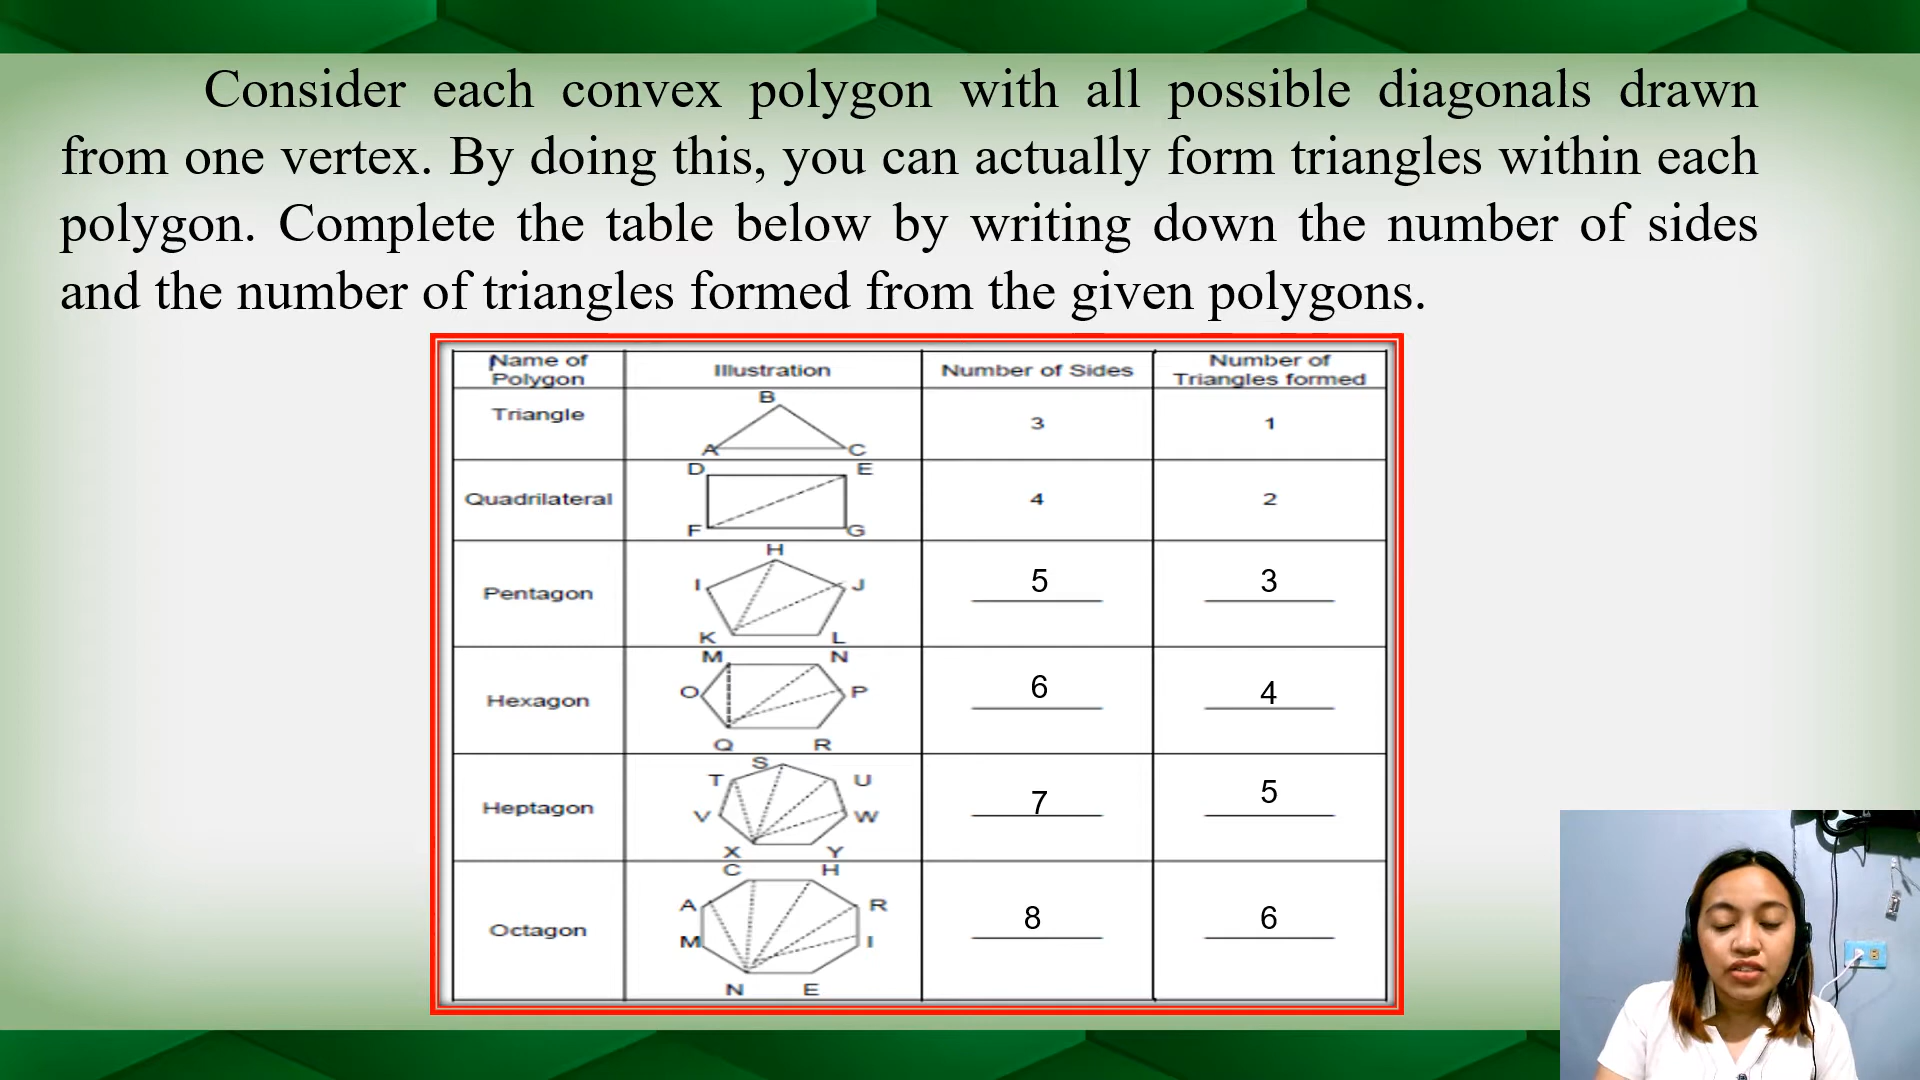 Consider each convex polygon with all possible diagonals drawn
from one vertex. By doing this, you can actually form triangles within each
polygon. Complete the table below by writing down the number of sides
and the number of triangles formed from the given polygons.
Name of Polygon Illustration Number of Sides Number of Triangles formed
Triangle B A C 3 1
Quadrilateral D E F G 4 2
Pentagon H I J K L 5 3
Hexagon M N O P Q R 6 4
Heptagon S T U V W X Y 7 5
Octagon C H A R M I N E 8 6